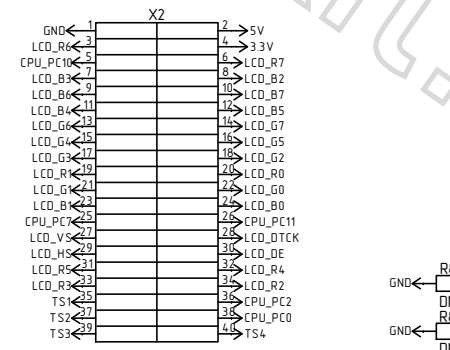 X2
GND 1 2 5V
LCD_R6 3 4 3.3V
CPU_PC10 5 6 LCD_R7
LCD_B3 7 8 LCD_B2
LCD_B6 9 10 LCD_B7
LCD_B4 11 12 LCD_B5
LCD_G6 13 14 LCD_G7
LCD_G4 15 16 LCD_G5
LCD_G3 17 18 LCD_G2
LCD_R1 19 20 LCD_R0
LCD_G1 21 22 LCD_G0
LCD_B1 23 24 LCD_B0
CPU_PC7 25 26 CPU_PC11
LCD_VS 27 28 LCD_DTCK
LCD_HS 29 30 LCD_DE
LCD_R5 31 32 LCD_R4
LCD_R3 33 34 LCD_R2
TS1 35 36 CPU_PC2
TS2 37 38 CPU_PC0
TS3 39 40 TS4
GND
GND